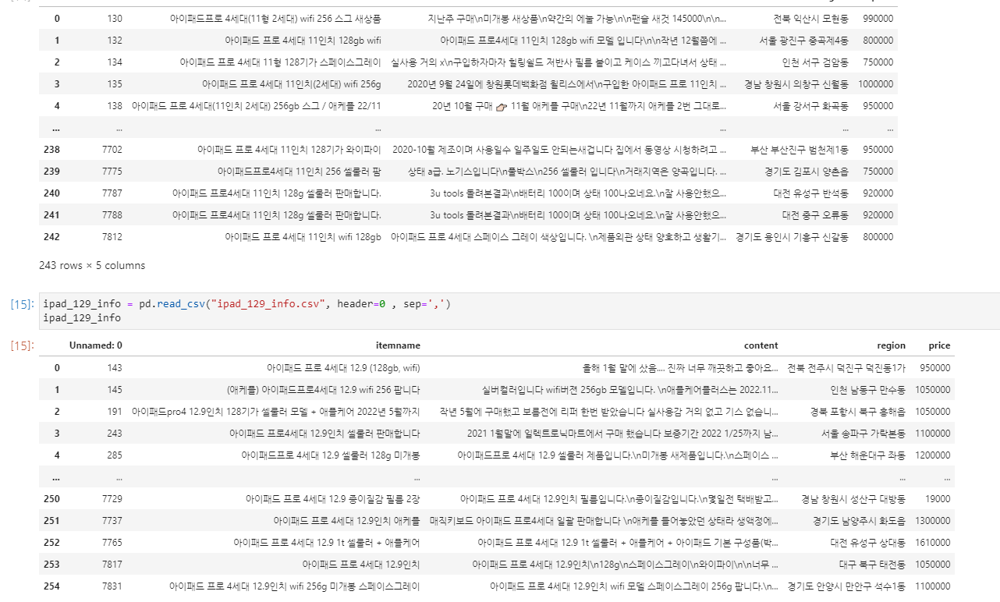 0 130 아이패드프로 4세대(11형 2세대) wifi 256 스그 새상품 지난주 구매\n미개봉 새상품\n약간의 에눌 가능\n\n팬슬 새것 145000\n\n... 전북 익산시 모현동 990000
1 132 아이패드 프로 4세대 11인치 128gb wifi 아이패드 프로4세대 11인치 128gb wifi 모델 입니다\n\n작년 12월쯤에 ... 서울 광진구 중곡제4동 800000
2 134 아이패드 프로 4세대 11형 128기가 스페이스그레이 실사용 거의 x\n구입하자마자 힐링쉴드 저반사 필름 붙이고 케이스 끼고다녀서 상태 ... 인천 서구 검암동 750000
3 135 아이패드 프로 4세대 11인치(2세대) wifi 256g 2020년 9월 24일에 창원롯데백화점 윌리스에서\n구입한 아이패드 프로 11인치 ... 경남 창원시 의창구 신월동 1000000
4 138 아이패드 프로 4세대(11인치 2세대) 256gb 스그 / 애케플 22/11 20년 10월 구매 👉🏻 11월 애케플 구매\n22년 11월까지 애케플 2번 그대로... 서울 강서구 화곡동 950000
... ... ... ... ... ...
238 7702 아이패드 프로 4세대 11인치 128기가 와이파이 2020-10월 제조이며 사용일수 일주일도 안되는새겁니다 집에서 동영상 시청하려고 ... 부산 부산진구 범천제1동 950000
239 7775 아이패드프로4세대 11인치 256 셀룰러 팜 상태 a급. 노기스입니다\n풀박스\n256 셀룰러 입니다\n거래지역은 양곡입니다. ... 경기도 김포시 양촌읍 750000
240 7787 아이패드 프로4세대 11인치 128g 셀룰러 판매합니다. 3u tools 돌려본결과\n배터리 100이며 상태 100나오네요.\n잘 사용안했으... 대전 유성구 반석동 920000
241 7788 아이패드 프로4세대 11인치 128g 셀룰러 판매합니다. 3u tools 돌려본결과\n배터리 100이며 상태 100나오네요.\n잘 사용안했으... 대전 중구 오류동 920000
242 7812 아이패드 프로 4세대 11인치 wifi 128gb 아이패드 프로 4세대 스페이스 그레이 색상입니다. \n제품외관 상태 양호하고 생활기... 경기도 용인시 기흥구 신갈동 800000
243 rows × 5 columns
[15]: ipad_129_info = pd.read_csv("ipad_129_info.csv", header=0 , sep=',')
ipad_129_info
[15]: Unnamed: 0 itemname content region price
0 143 아이패드 프로 4세대 12.9 (128gb, wifi) 올해 1월 말에 샀음.... 진짜 너무 깨끗하고 좋아요... 전북 전주시 덕진구 덕진동1가 950000
1 145 (애케플) 아이패드프로4세대 12.9 wifi 256 팝니다 실버컬러입니다 wifi버젼 256gb 모델입니다. \n애플케어플러스는 2022.11... 인천 남동구 만수동 1050000
2 191 아이패드pro4 12.9인치 128기가 셀룰러 모델 + 애플케어 2022년 5월까지 작년 5월에 구매했고 보름전에 리퍼 한번 받았습니다 실사용감 거의 없고 기스 없습니... 경북 포항시 북구 흥해읍 1050000
3 243 아이패드 프로4세대 12.9인치 셀룰러 판매합니다 2021 1월말에 일렉트로닉마트에서 구매 했습니다 보증기간 2022 1/25까지 남... 서울 송파구 가락본동 1100000
4 285 아이패드프로 4세대 12.9 셀룰러 128g 미개봉 아이패드프로 4세대 12.9 셀룰러 제품입니다.\n미개봉 새제품입니다.\n스페이스 ... 부산 해운대구 좌동 1200000
... ... ... ... ... ...
250 7729 아이패드 프로 4세대 12.9 종이질감 필름 2장 아이패드 프로 4세대 12.9인치 필름입니다.\n종이질감입니다.\n몇일전 택배받고... 경남 창원시 성산구 대방동 19000
251 7737 아이패드 프로 4세대 12.9인치 애케플 매직키보드 아이패드 프로4세대 일괄 판매합니다 \n애케플 들어놓았던 상태라 생액정에... 경기도 남양주시 화도읍 1300000
252 7765 아이패드 프로 4세대 12.9 1t 셀룰러 + 애플케어 아이패드 프로 4세대 12.9 1t 셀룰러 + 애플케어 + 아이패드 기본 구성품(박... 대전 유성구 상대동 1610000
253 7817 아이패드 프로 4세대 12.9인치 아이패드 프로 4세대 12.9인치\n128g\n스페이스그레이\n와이파이\n\n너무 ... 대구 북구 태전동 1050000
254 7831 아이패드 프로 4세대 12.9인치 wifi 256g 미개봉 스페이스그레이 아이패드 프로 4세대 12.9인치 wifi 모델 스페이스그레이 256g 팝니다.\n... 경기도 안양시 만안구 석수1동 1100000